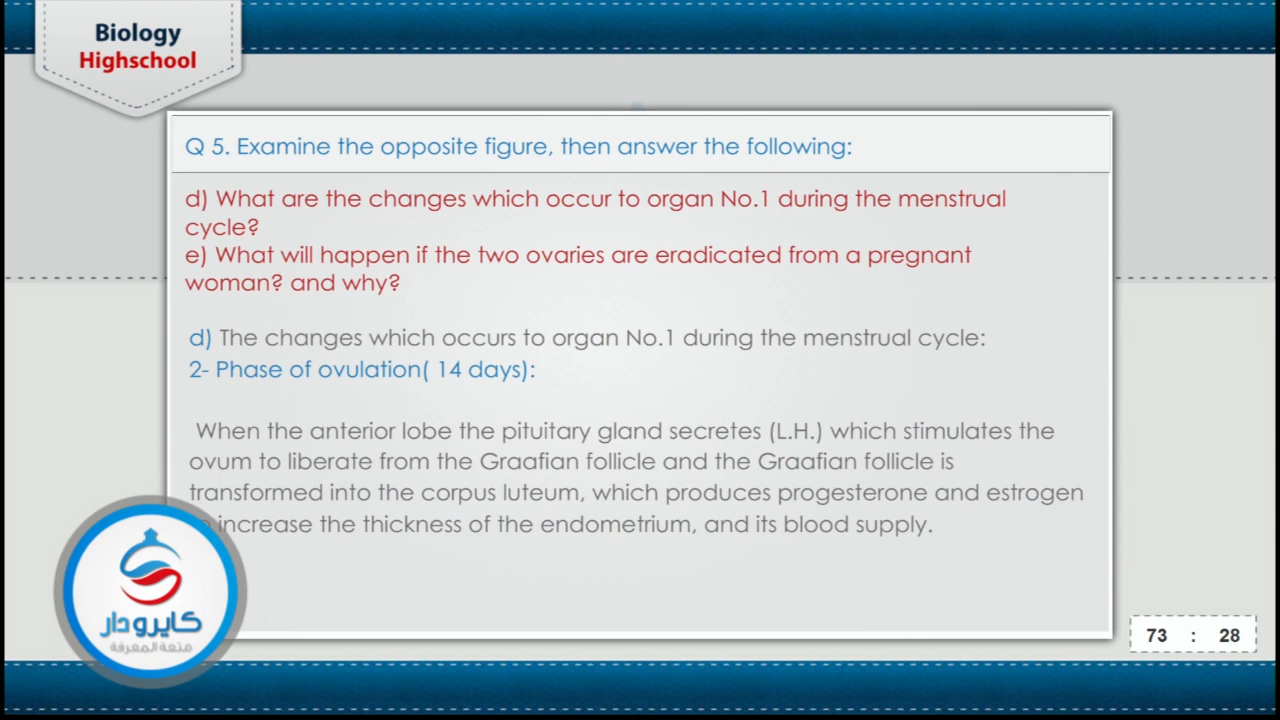 Biology
Highschool
Q 5. Examine the opposite figure, then answer the following:
d) What are the changes which occur to organ No.1 during the menstrual
cycle?
e) What will happen if the two ovaries are eradicated from a pregnant
woman? and why?
d) The changes which occurs to organ No.1 during the menstrual cycle:
2- Phase of ovulation( 14 days):
When the anterior lobe the pituitary gland secretes (L.H.) which stimulates the
ovum to liberate from the Graafian follicle and the Graafian follicle is
transformed into the corpus luteum, which produces progesterone and estrogen
increase the thickness of the endometrium, and its blood supply.
كايرودار
متعة المعرفة
73 : 28